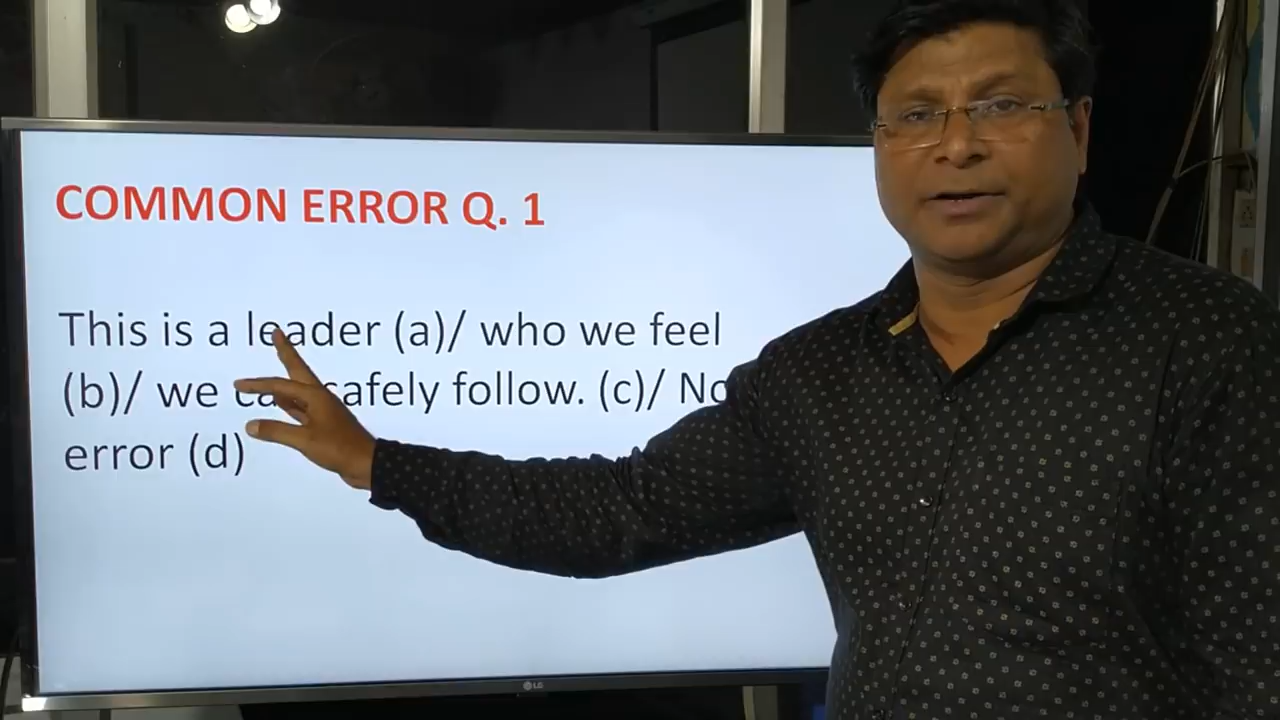 COMMON ERROR Q. 1
This is a leader (a)/ who we feel
(b)/ we safely follow. (c)/ No
error (d)
LG